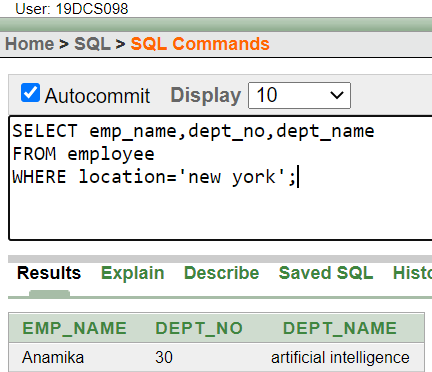 User: 19DCS098
Home > SQL > SQL Commands
Autocommit Display 10
SELECT emp_name,dept_no,dept_name
FROM employee
WHERE location='new york';
Results Explain Describe Saved SQL Histo
EMP_NAME DEPT_NO DEPT_NAME
Anamika 30 artificial intelligence